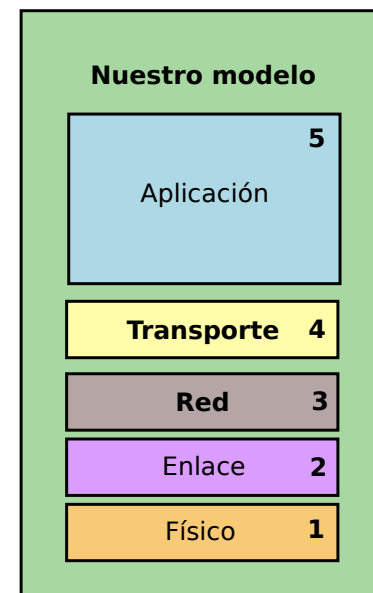 Nuestro modelo
5
Aplicación
Transporte 4
Red 3
Enlace 2
Físico 1